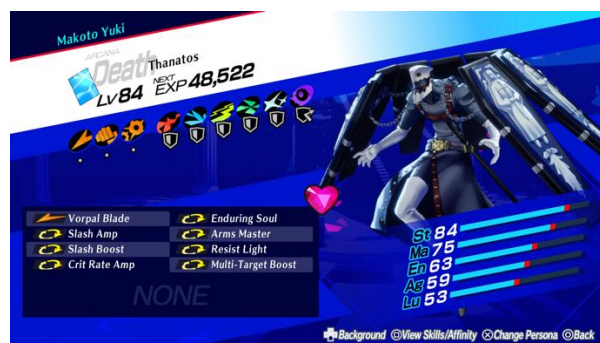 Makoto Yuki
ARCANA
Death Thanatos
LV 84 NEXT EXP 48,522
Vorpal Blade
Enduring Soul
Slash Amp
Arms Master
Slash Boost
Resist Light
Crit Rate Amp
Multi-Target Boost
NONE
St 84
Ma 75
En 63
Ag 59
Lu 53
Background View Skills/Affinity Change Persona Back